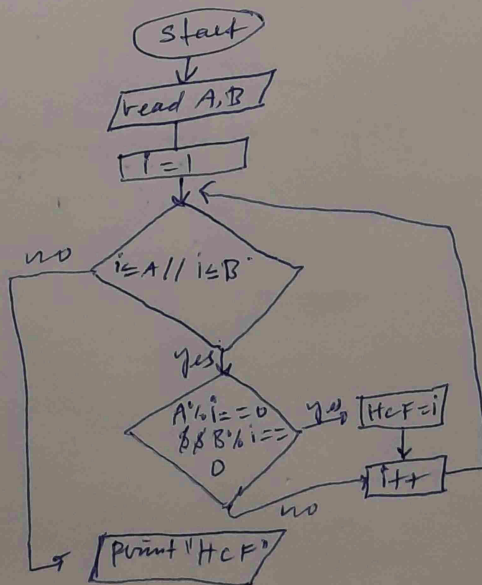 Start
read A,B
i = 1
no
i≤A// i≤B
yes
A%i==0
&&B%i==
0
yes
HCF=i
i++
no
print "HCF"